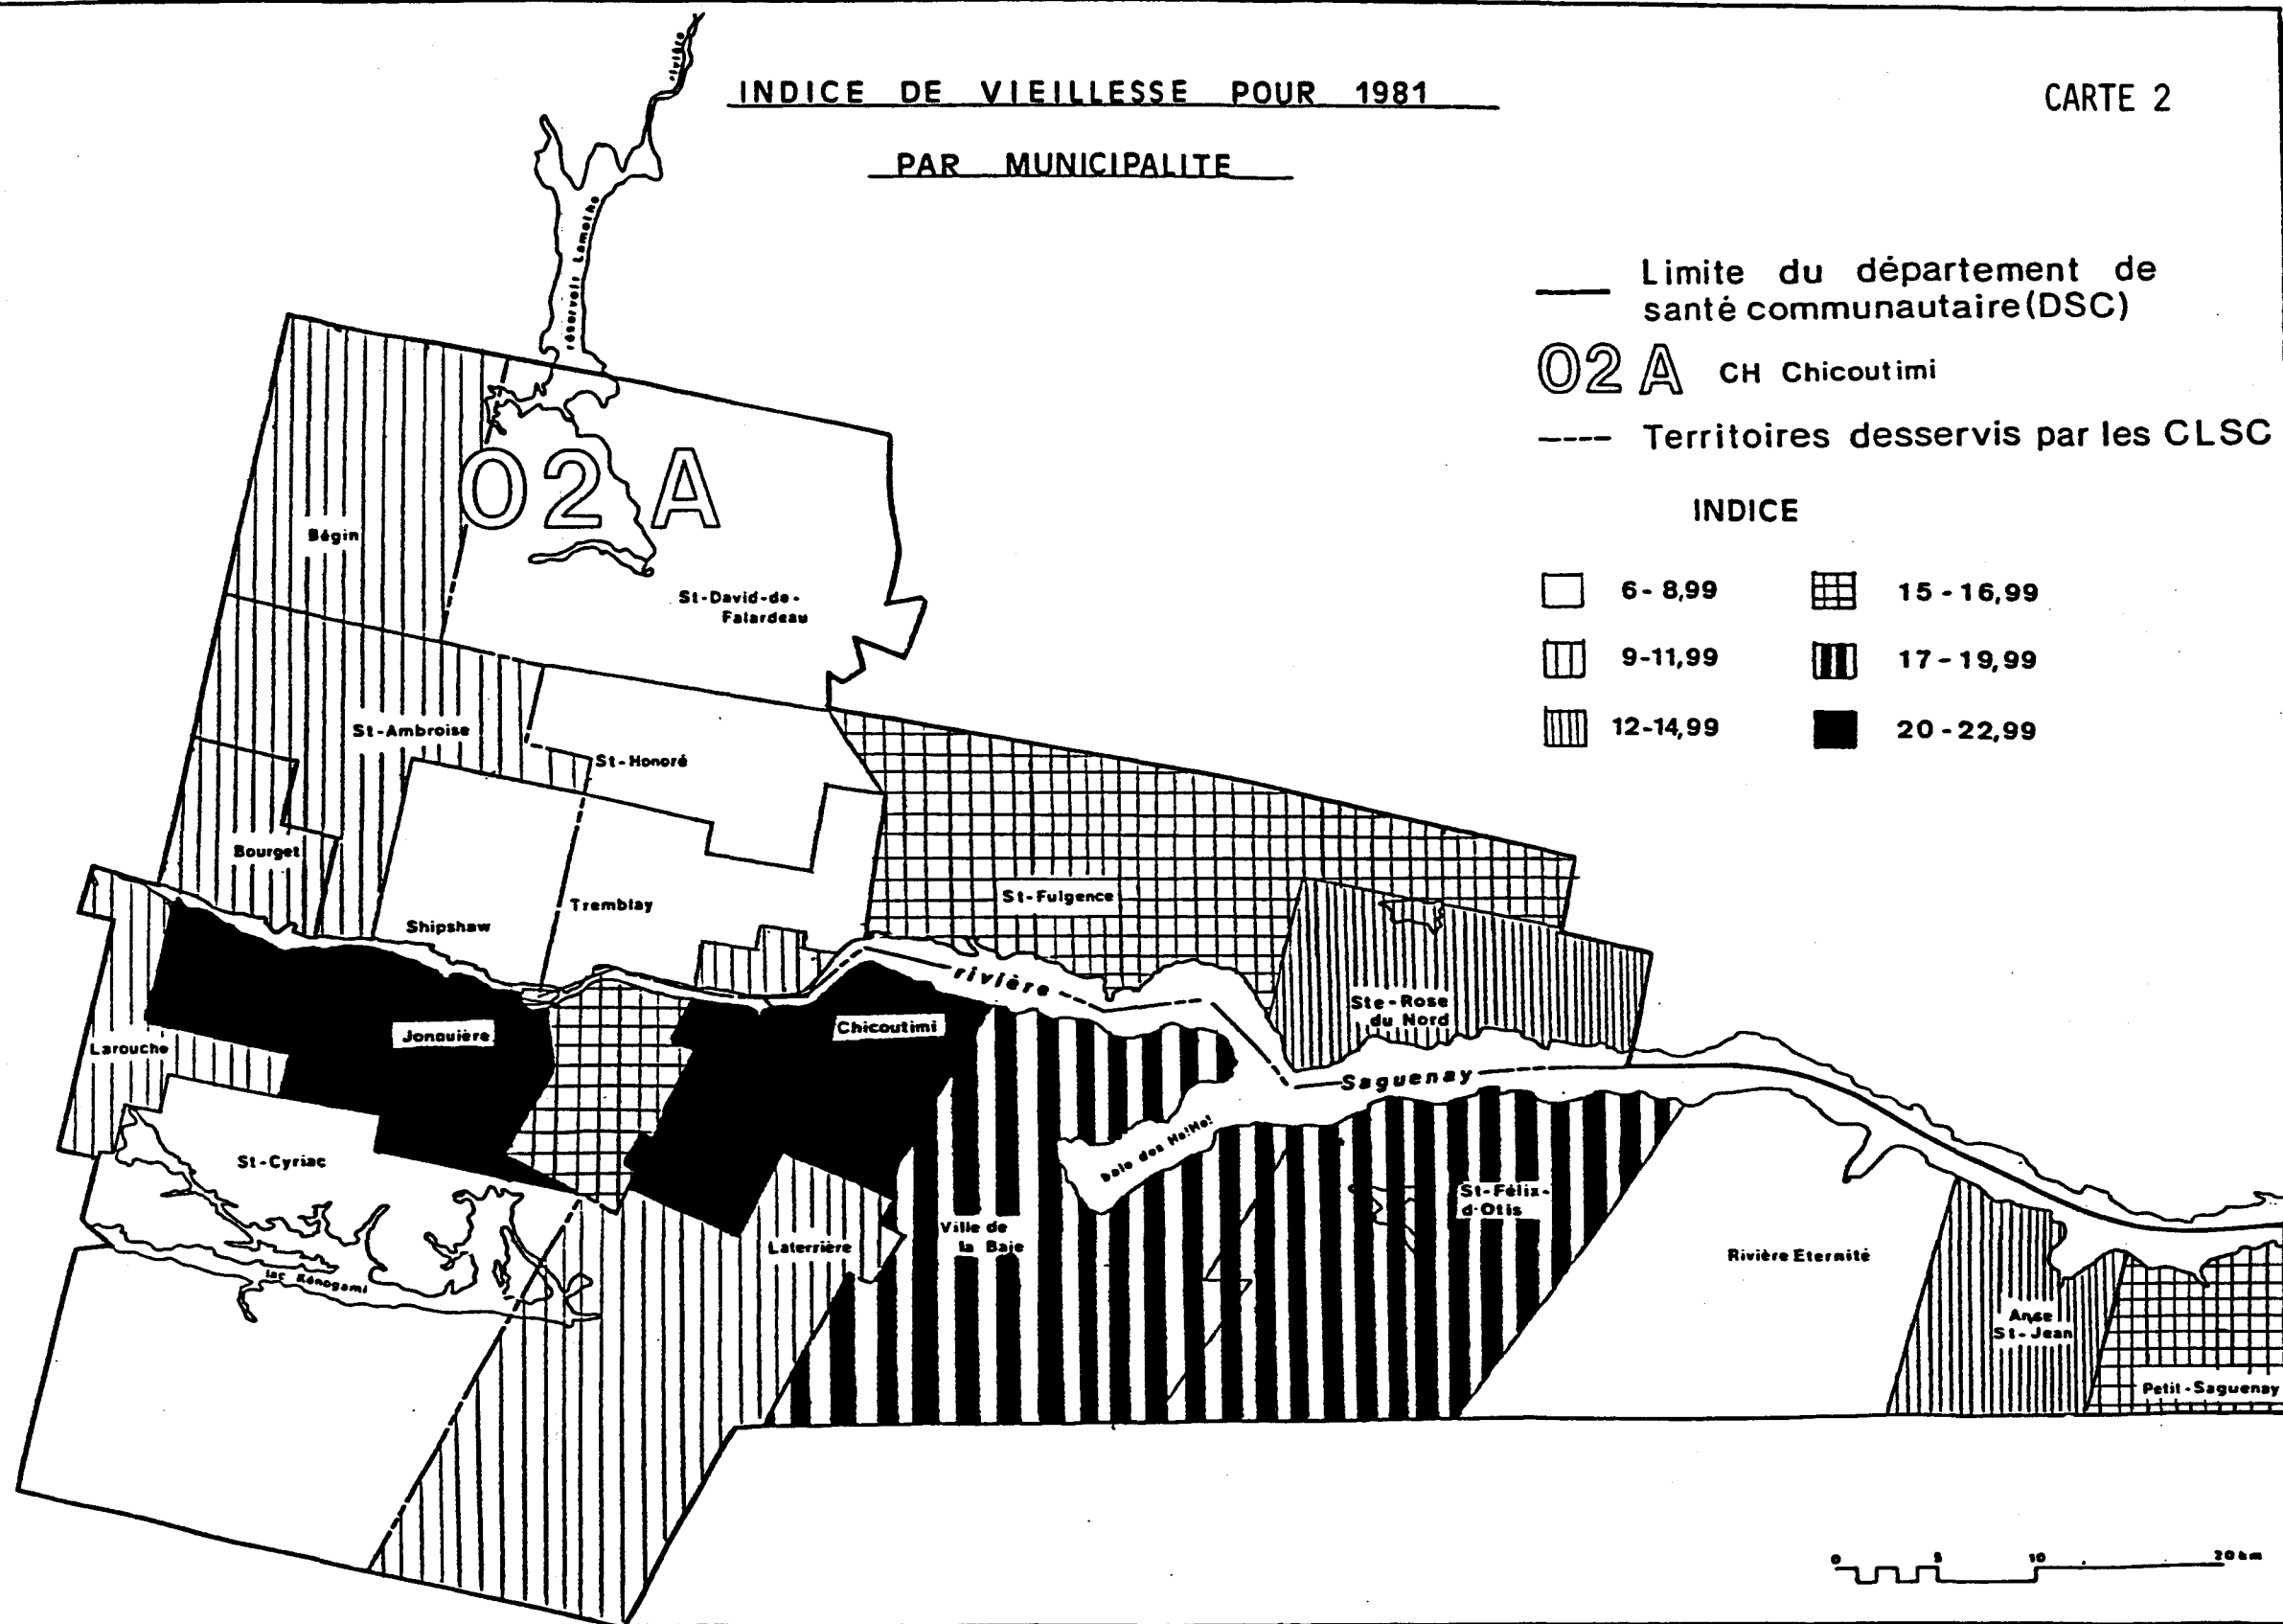 INDICE DE VIEILLESSE POUR 1981
PAR MUNICIPALITE
CARTE 2
Limite du département de
santé communautaire (DSC)
02 A CH Chicoutimi
Territoires desservis par les CLSC
INDICE
6 - 8,99
15 - 16,99
9 - 11,99
17 - 19,99
12 - 14,99
20 - 22,99
rivière
réservoir Lamothe
02 A
Bégin
St-David-de-
Falardeau
St-Ambroise
St-Honoré
Bourget
Shipshaw
Tremblay
St-Fulgence
rivière
Ste-Rose
du Nord
Jonquière
Chicoutimi
Larouche
Saguenay
baie des Ha!Ha!
St-Cyriac
St-Félix-
d'Otis
Ville de
la Baie
Laterrière
Rivière Eternité
lac Kénogami
Anse
St-Jean
Petit-Saguenay
0 5 10 20 km